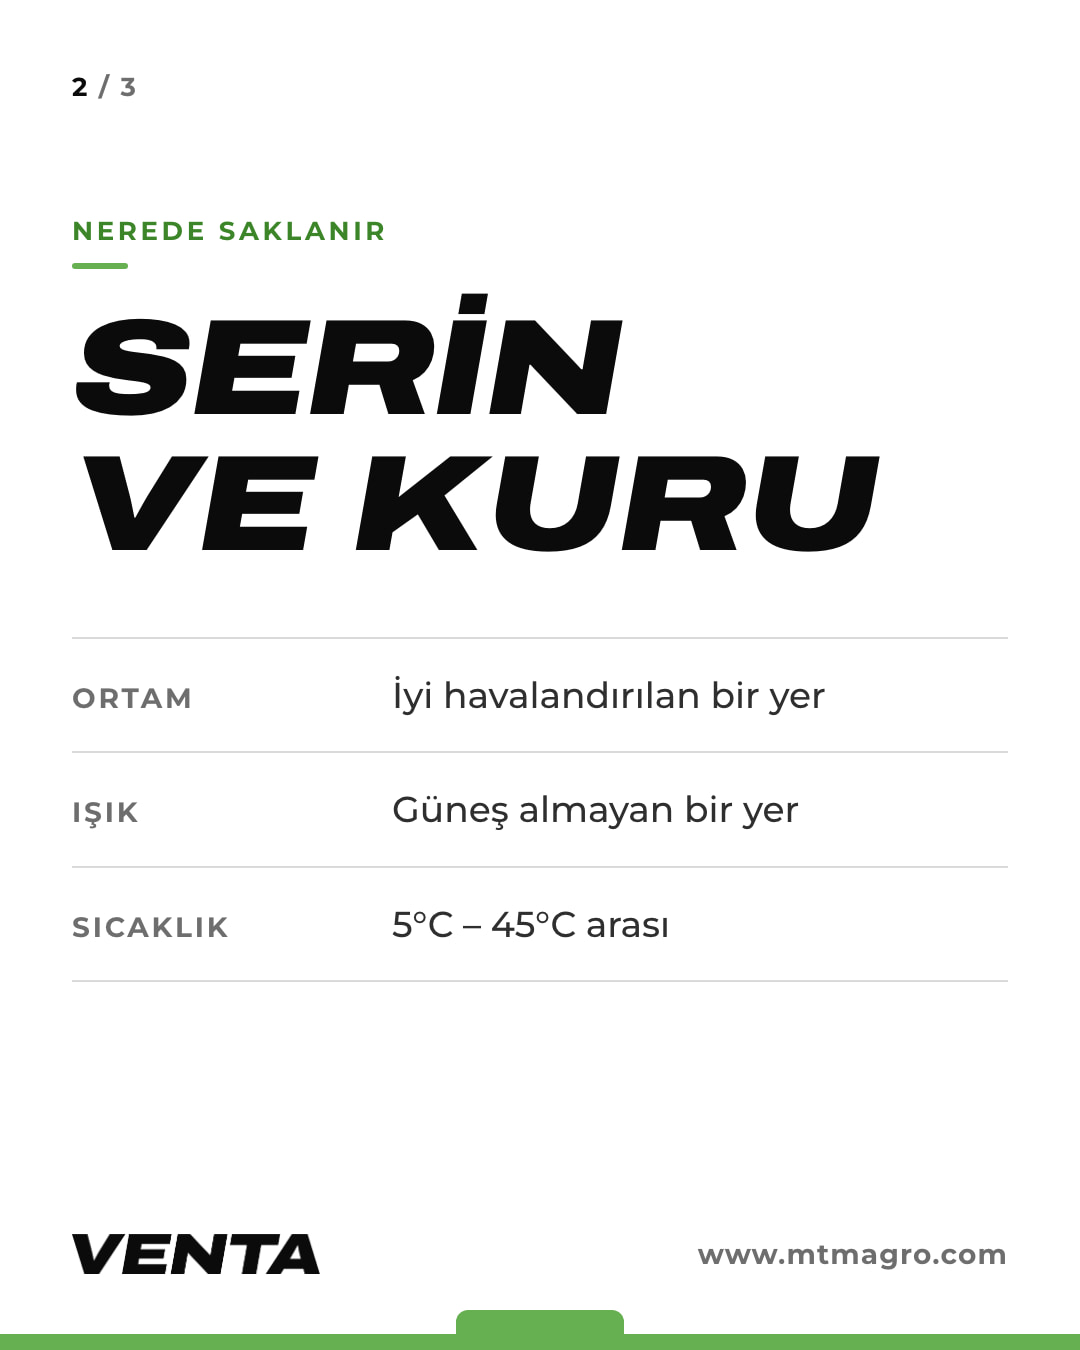 2 / 3
NEREDE SAKLANIR
SERİN
VE KURU
ORTAM İyi havalandırılan bir yer
IŞIK Güneş almayan bir yer
SICAKLIK 5°C – 45°C arası
VENTA www.mtmagro.com